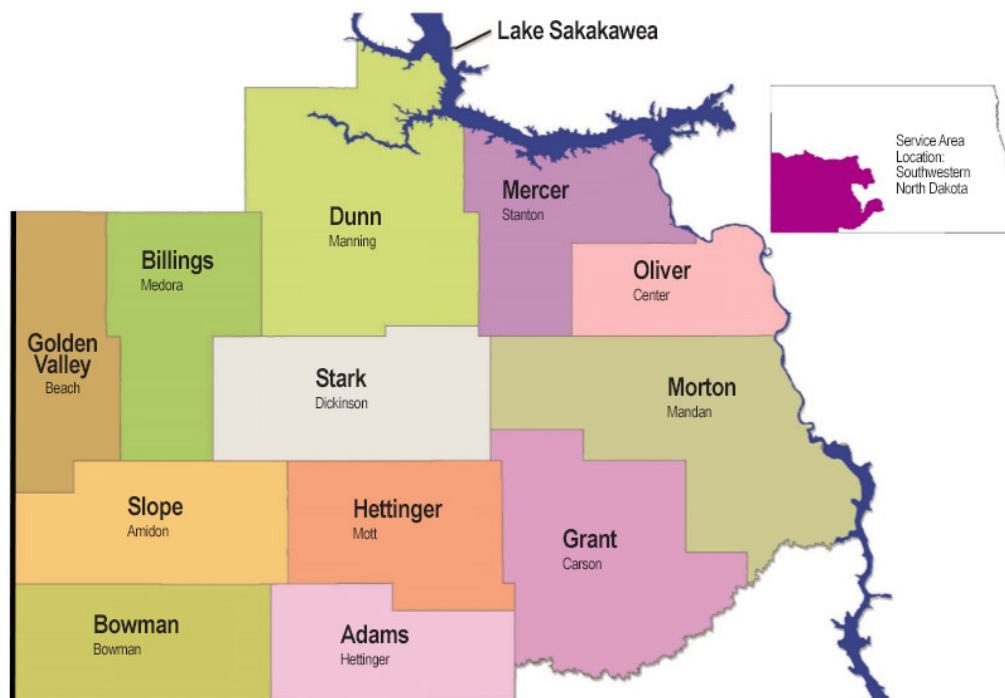 Lake Sakakawea
Service Area
Location:
Southwestern
North Dakota
Mercer
Stanton
Dunn
Manning
Billings
Medora
Oliver
Center
Golden
Valley
Beach
Stark
Dickinson
Morton
Mandan
Slope
Amidon
Hettinger
Mott
Grant
Carson
Bowman
Bowman
Adams
Hettinger